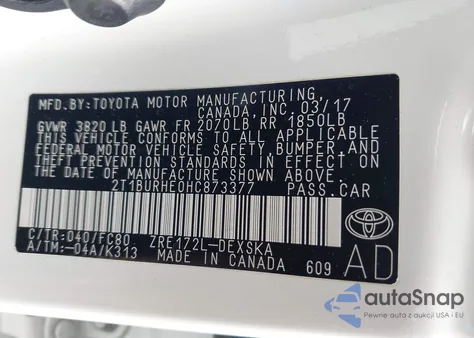 MFD. BY: TOYOTA MOTOR MANUFACTURING,
CANADA, INC. 03/17
GVWR 3820 LB GAWR FR 2070LB RR 1850LB
THIS VEHICLE CONFORMS TO ALL APPLICABLE
FEDERAL MOTOR VEHICLE SAFETY, BUMPER, AND
THEFT PREVENTION STANDARDS IN EFFECT ON
THE DATE OF MANUFACTURE SHOWN ABOVE.
2T1BURHE0HC873377 PASS.CAR
C/TR:040/FC80 ZRE172L-DEXSKA
A/TM:-04A/K313 MADE IN CANADA 609 AD
autoSnap
Pewne auto z USA • EU